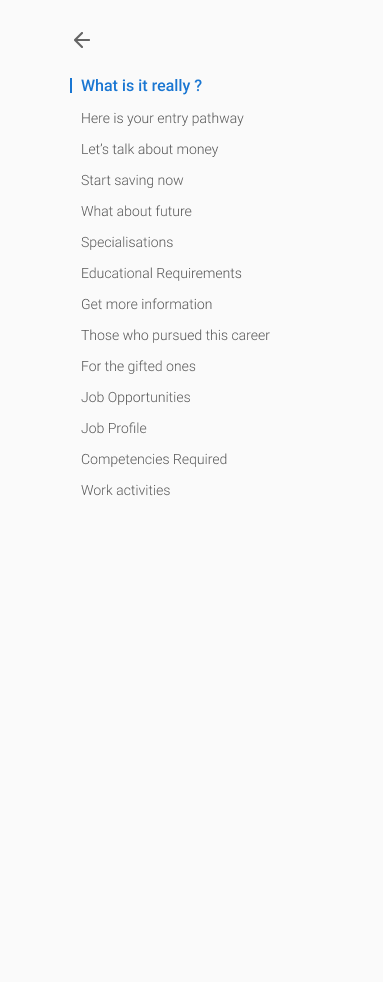 What is it really ?
Here is your entry pathway
Let's talk about money
Start saving now
What about future
Specialisations
Educational Requirements
Get more information
Those who pursued this career
For the gifted ones
Job Opportunities
Job Profile
Competencies Required
Work activities